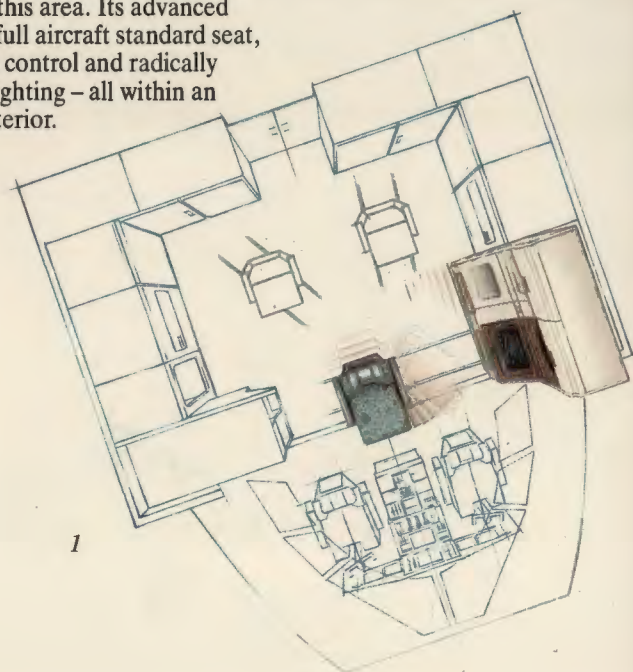 this area. Its advanced
full aircraft standard seat,
control and radically
ghting – all within an
terior.
1